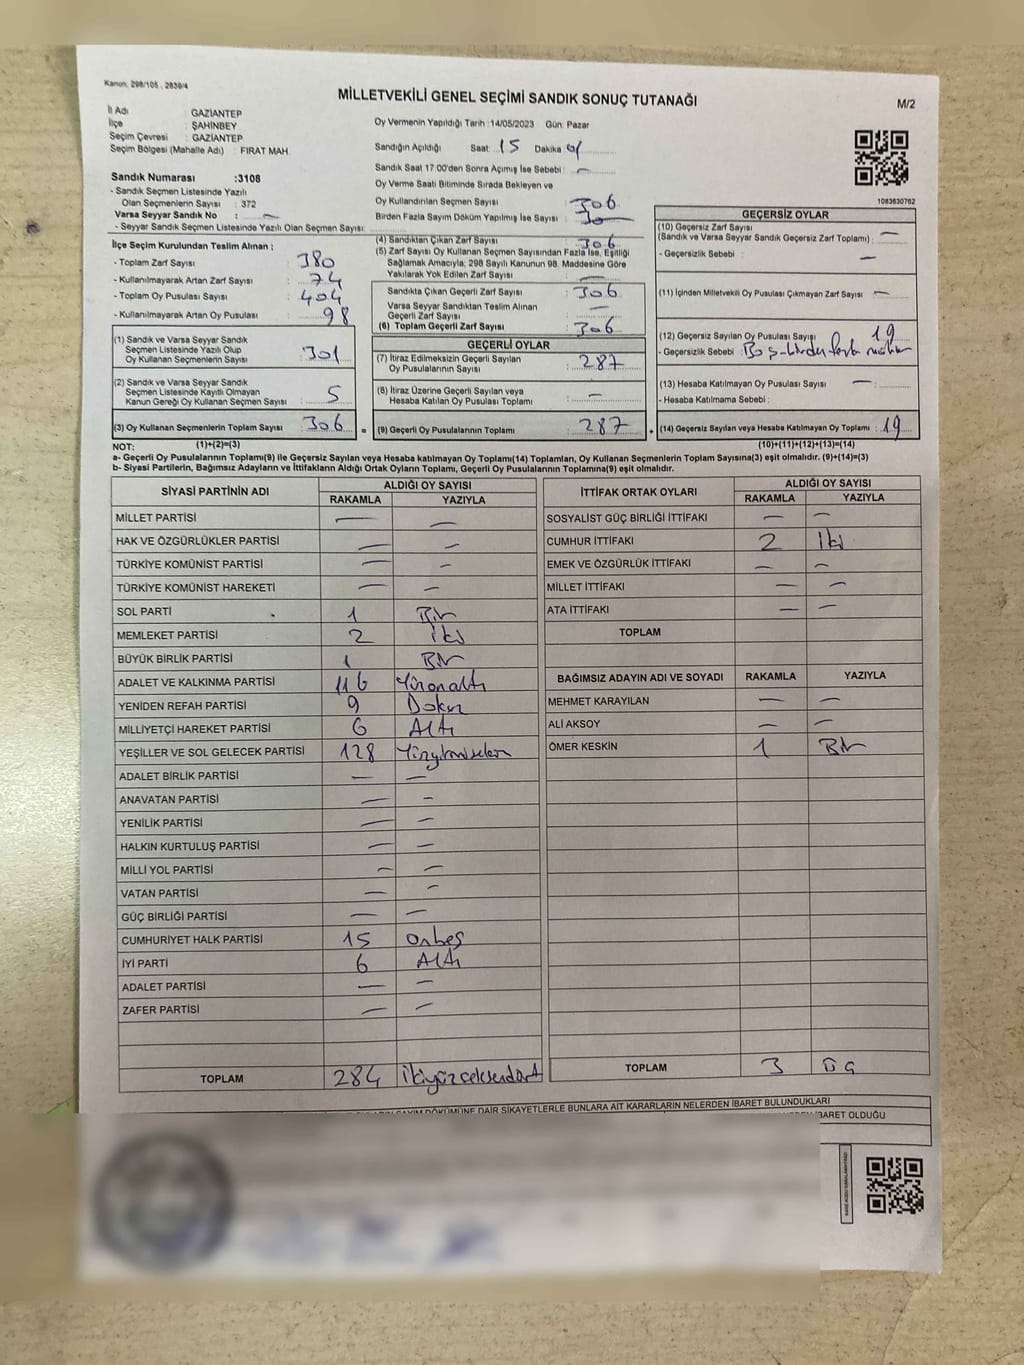 Kanun, 298/105 , 2839/4
MİLLETVEKİLİ GENEL SEÇİMİ SANDIK SONUÇ TUTANAĞI
M/2
İl Adı : GAZİANTEP
İlçe : ŞAHİNBEY
Seçim Çevresi : GAZİANTEP
Seçim Bölgesi (Mahalle Adı) : FIRAT MAH.
Oy Vermenin Yapıldığı Tarih :14/05/2023 Gün: Pazar
Sandığın Açıldığı Saat: 15 Dakika
Sandık Saat 17:00'den Sonra Açımış İse Sebebi : —
Oy Verme Saati Bitiminde Sırada Bekleyen ve
Oy Kullandırılan Seçmen Sayısı : 306
Birden Fazla Sayım Döküm Yapılmış İse Sayısı :
Sandık Numarası :3108
- Sandık Seçmen Listesinde Yazılı
Olan Seçmenlerin Sayısı : 372
Varsa Seyyar Sandık No : —
- Seyyar Sandık Seçmen Listesinde Yazılı Olan Seçmen Sayısı:
İlçe Seçim Kurulundan Teslim Alınan :
- Toplam Zarf Sayısı : 380
- Kullanılmayarak Artan Zarf Sayısı : 74
- Toplam Oy Pusulası Sayısı : 404
- Kullanılmayarak Artan Oy Pusulası : 98
(1) Sandık ve Varsa Seyyar Sandık
Seçmen Listesinde Yazılı Olup
Oy Kullanan Seçmenlerin Sayısı : 301
(2) Sandık ve Varsa Seyyar Sandık
Seçmen Listesinde Kayıtlı Olmayan
Kanun Gereği Oy Kullanan Seçmen Sayısı : 5
(3) Oy Kullanan Seçmenlerin Toplam Sayısı : 306
(4) Sandıktan Çıkan Zarf Sayısı : 306
(5) Zarf Sayısı Oy Kullanan Seçmen Sayısından Fazla İse, Eşitliği
Sağlamak Amacıyla; 298 Sayılı Kanunun 98. Maddesine Göre
Yakılarak Yok Edilen Zarf Sayısı : —
Sandıkta Çıkan Geçerli Zarf Sayısı : 306
Varsa Seyyar Sandıktan Teslim Alınan
Geçerli Zarf Sayısı : —
(6) Toplam Geçerli Zarf Sayısı : 306
GEÇERLİ OYLAR
(7) İtiraz Edilmeksizin Geçerli Sayılan
Oy Pusulalarının Sayısı : 287
(8) İtiraz Üzerine Geçerli Sayılan veya
Hesaba Katılan Oy Pusulası Toplamı : —
= (9) Geçerli Oy Pusulalarının Toplamı : 287
1083630762
GEÇERSİZ OYLAR
(10) Geçersiz Zarf Sayısı
(Sandık ve Varsa Seyyar Sandık Geçersiz Zarf Toplamı) : —
- Geçersizlik Sebebi : —
(11) İçinden Milletvekili Oy Pusulası Çıkmayan Zarf Sayısı : —
(12) Geçersiz Sayılan Oy Pusulası Sayısı : 19
- Geçersizlik Sebebi : Boş-birden fazla mühür
(13) Hesaba Katılmayan Oy Pusulası Sayısı : —
- Hesaba Katılmama Sebebi :
+ (14) Geçersiz Sayılan veya Hesaba Katılmayan Oy Toplamı : 19
NOT: (1)+(2)=(3) (10)+(11)+(12)+(13)=(14)
a- Geçerli Oy Pusulalarının Toplamı(9) ile Geçersiz Sayılan veya Hesaba katılmayan Oy Toplamı(14) Toplamları, Oy Kullanan Seçmenlerin Toplam Sayısına(3) eşit olmalıdır. (9)+(14)=(3)
b- Siyasi Partilerin, Bağımsız Adayların ve İttifakların Aldığı Ortak Oyların Toplamı, Geçerli Oy Pusulalarının Toplamına(9) eşit olmalıdır.
SİYASİ PARTİNİN ADI ALDIĞI OY SAYISI
RAKAMLA YAZIYLA
MİLLET PARTİSİ — —
HAK VE ÖZGÜRLÜKLER PARTİSİ — —
TÜRKİYE KOMÜNİST PARTİSİ — —
TÜRKİYE KOMÜNİST HAREKETİ — —
SOL PARTİ 1 Bir
MEMLEKET PARTİSİ 2 iki
BÜYÜK BİRLİK PARTİSİ 1 Bir
ADALET VE KALKINMA PARTİSİ 116 Yüzonaltı
YENİDEN REFAH PARTİSİ 9 Dokuz
MİLLİYETÇİ HAREKET PARTİSİ 6 Altı
YEŞİLLER VE SOL GELECEK PARTİSİ 128 Yüzyirmisekiz
ADALET BİRLİK PARTİSİ — —
ANAVATAN PARTİSİ — —
YENİLİK PARTİSİ — —
HALKIN KURTULUŞ PARTİSİ — —
MİLLİ YOL PARTİSİ — —
VATAN PARTİSİ — —
GÜÇ BİRLİĞİ PARTİSİ — —
CUMHURİYET HALK PARTİSİ 15 Onbeş
İYİ PARTİ 6 Altı
ADALET PARTİSİ — —
ZAFER PARTİSİ — —
TOPLAM 284 ikiyüzseksendört
İTTİFAK ORTAK OYLARI ALDIĞI OY SAYISI
RAKAMLA YAZIYLA
SOSYALİST GÜÇ BİRLİĞİ İTTİFAKI — —
CUMHUR İTTİFAKI 2 iki
EMEK VE ÖZGÜRLÜK İTTİFAKI — —
MİLLET İTTİFAKI — —
ATA İTTİFAKI — —
TOPLAM
BAĞIMSIZ ADAYIN ADI VE SOYADI RAKAMLA YAZIYLA
MEHMET KARAYILAN — —
ALİ AKSOY — —
ÖMER KESKİN 1 Bir
TOPLAM 3 üç
SAYIM DÖKÜMÜNE DAİR ŞİKAYETLERLE BUNLARA AİT KARARLARIN NELERDEN İBARET BULUNDUKLARI
İBARET OLDUĞU